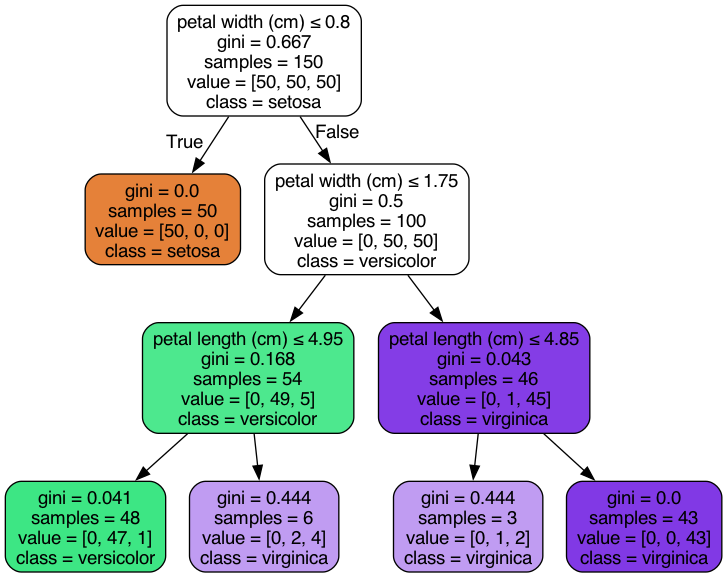 petal width (cm) ≤ 0.8
gini = 0.667
samples = 150
value = [50, 50, 50]
class = setosa
True
False
gini = 0.0
samples = 50
value = [50, 0, 0]
class = setosa
petal width (cm) ≤ 1.75
gini = 0.5
samples = 100
value = [0, 50, 50]
class = versicolor
petal length (cm) ≤ 4.95
gini = 0.168
samples = 54
value = [0, 49, 5]
class = versicolor
petal length (cm) ≤ 4.85
gini = 0.043
samples = 46
value = [0, 1, 45]
class = virginica
gini = 0.041
samples = 48
value = [0, 47, 1]
class = versicolor
gini = 0.444
samples = 6
value = [0, 2, 4]
class = virginica
gini = 0.444
samples = 3
value = [0, 1, 2]
class = virginica
gini = 0.0
samples = 43
value = [0, 0, 43]
class = virginica